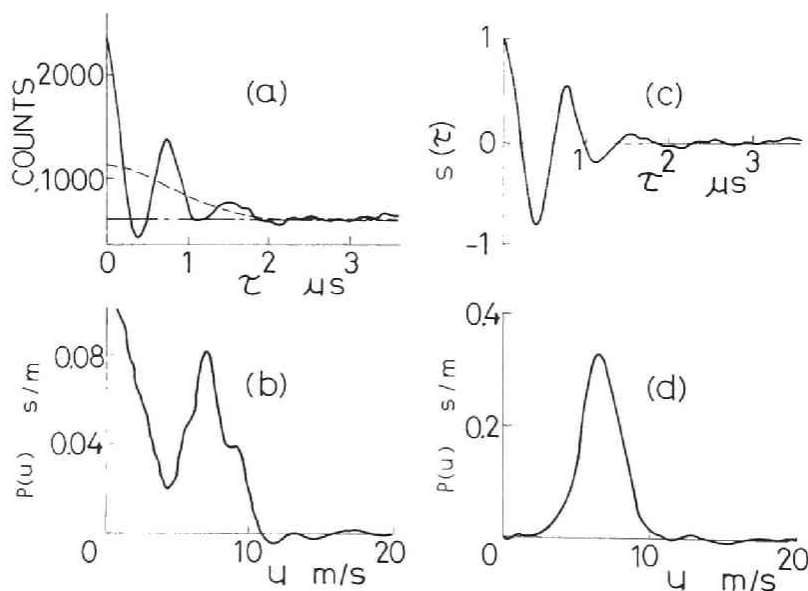 COUNTS
2000
1000
(a)
0 1 2 3
τ μs
P(u) s/m
0.08
0.04
(b)
0 10 20
u m/s
S(τ)
1
0
-1
(c)
1 2 3
τ μs
P(u) s/m
0.4
0.2
(d)
0 10 20
u m/s